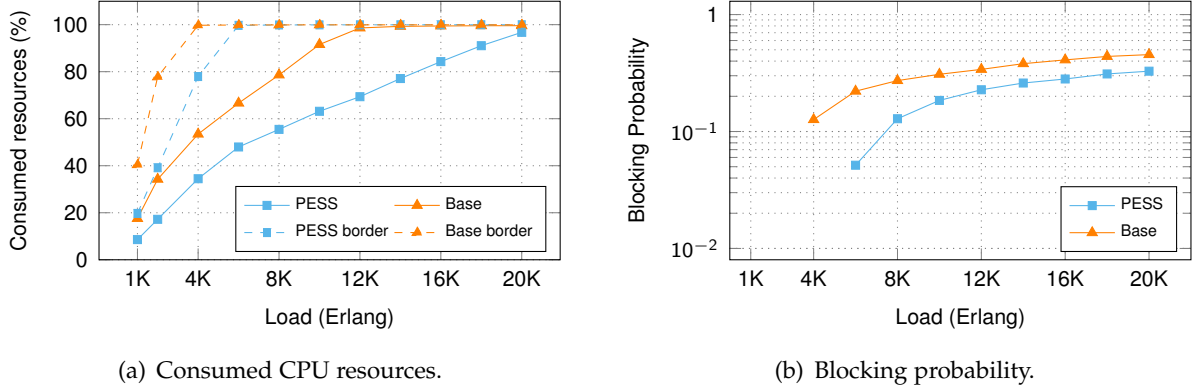 Consumed resources (%)
100
80
60
40
20
0
PESS
Base
PESS border
Base border
1K 4K 8K 12K 16K 20K
Load (Erlang)
(a) Consumed CPU resources.
Blocking Probability
1
10⁻¹
10⁻²
PESS
Base
1K 4K 8K 12K 16K 20K
Load (Erlang)
(b) Blocking probability.